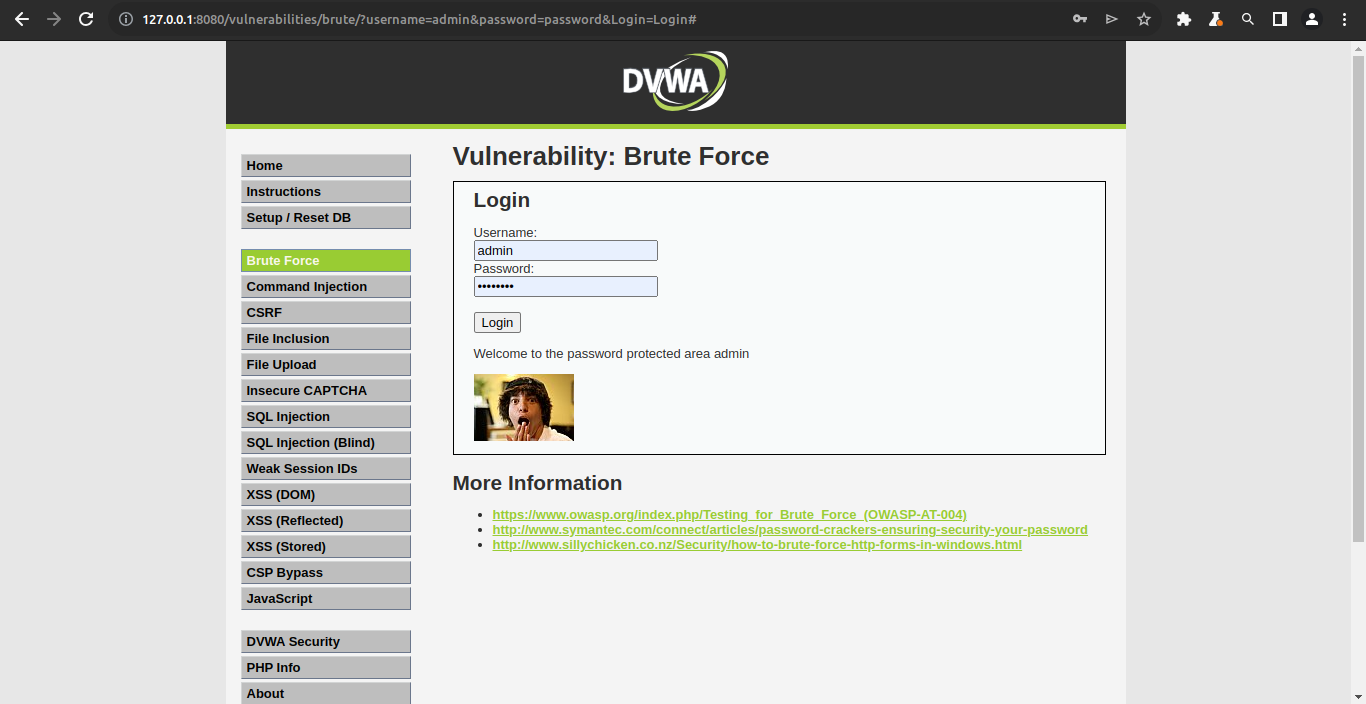 127.0.0.1:8080/vulnerabilities/brute/?username=admin&password=password&Login=Login#
DVWA
Home
Instructions
Setup / Reset DB
Brute Force
Command Injection
CSRF
File Inclusion
File Upload
Insecure CAPTCHA
SQL Injection
SQL Injection (Blind)
Weak Session IDs
XSS (DOM)
XSS (Reflected)
XSS (Stored)
CSP Bypass
JavaScript
DVWA Security
PHP Info
About
Vulnerability: Brute Force
Login
Username:
admin
Password:
••••••••
Login
Welcome to the password protected area admin
More Information
• https://www.owasp.org/index.php/Testing_for_Brute_Force_(OWASP-AT-004)
• http://www.symantec.com/connect/articles/password-crackers-ensuring-security-your-password
• http://www.sillychicken.co.nz/Security/how-to-brute-force-http-forms-in-windows.html